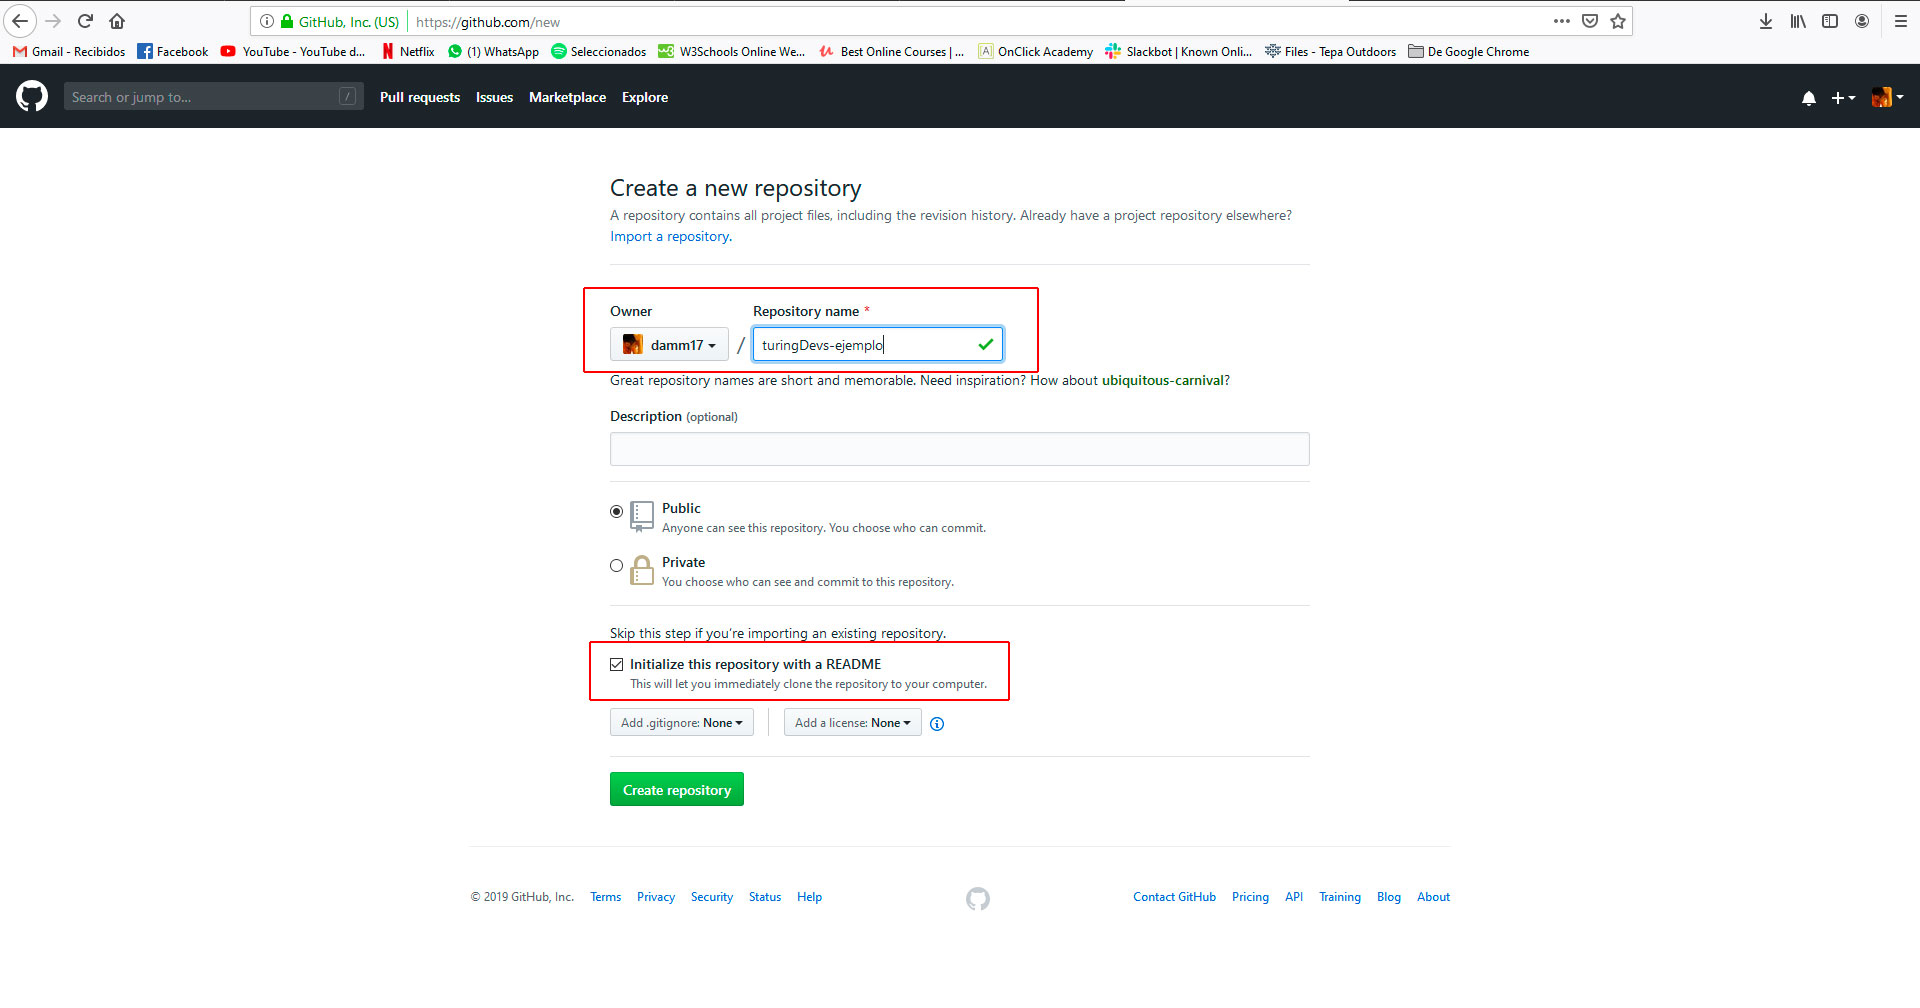 GitHub, Inc. (US) https://github.com/new
Gmail - Recibidos Facebook YouTube - YouTube d... Netflix (1) WhatsApp Seleccionados W3Schools Online We... Best Online Courses | ... OnClick Academy Slackbot | Known Onli... Files - Tepa Outdoors De Google Chrome
Search or jump to... / Pull requests Issues Marketplace Explore
Create a new repository
A repository contains all project files, including the revision history. Already have a project repository elsewhere?
Import a repository.
Owner Repository name *
damm17 / turingDevs-ejemplo
Great repository names are short and memorable. Need inspiration? How about ubiquitous-carnival?
Description (optional)
Public
Anyone can see this repository. You choose who can commit.
Private
You choose who can see and commit to this repository.
Skip this step if you're importing an existing repository.
Initialize this repository with a README
This will let you immediately clone the repository to your computer.
Add .gitignore: None Add a license: None
Create repository
© 2019 GitHub, Inc. Terms Privacy Security Status Help Contact GitHub Pricing API Training Blog About